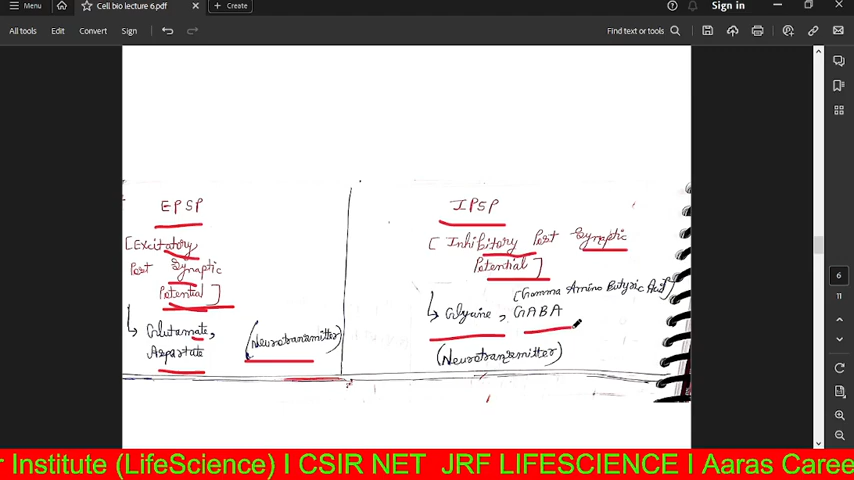 Menu
Cell bio lecture 6.pdf
Create
Sign in
All tools
Convert
Edit
Sign
Find text or tools
EPSP
[Excitatory
Post Synaptic
Potential]
Glutamate,
Aspartate
(Neurotransmitter)
IPSP
[Inhibitory Post Synaptic
Potential]
[Gamma Amino Butyric Acid]
Glycine, GABA
(Neurotransmitter)
6
11
r Institute (LifeScience) I CSIR NET JRF LIFESCIENCE I Aaras Caree